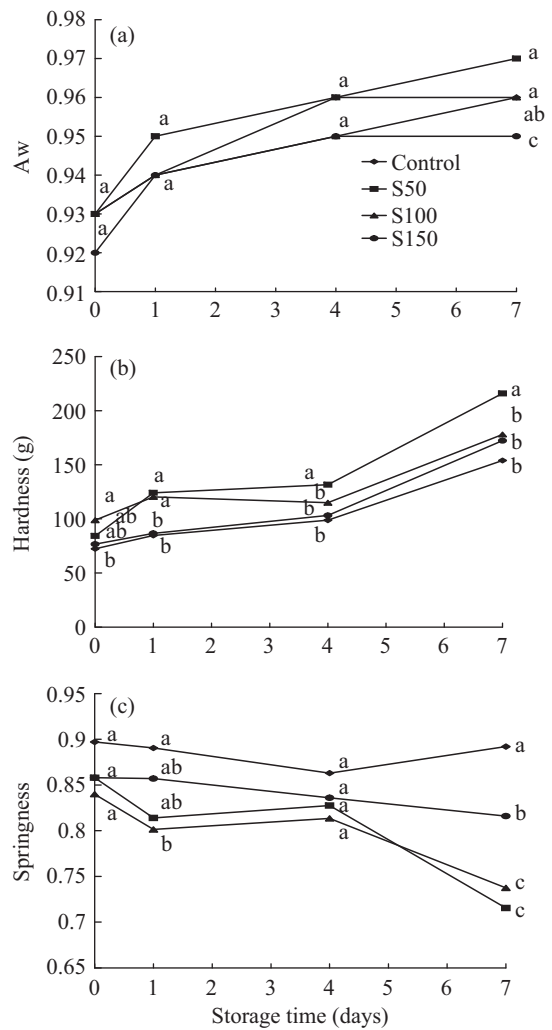 (a)
0.98
0.97
0.96
0.95
0.94
0.93
0.92
0.91
Aw
a
a
a
a
a
a
a
a
ab
c
Control
S50
S100
S150
0 1 2 3 4 5 6 7
(b)
250
200
150
100
50
0
Hardness (g)
a
ab
ab
b
a
a
b
b
a
b
b
b
a
b
b
b
0 1 2 3 4 5 6 7
(c)
0.95
0.9
0.85
0.8
0.75
0.7
0.65
Springness
a
a
a
a
ab
ab
b
a
a
a
a
b
c
c
0 1 2 3 4 5 6 7
Storage time (days)